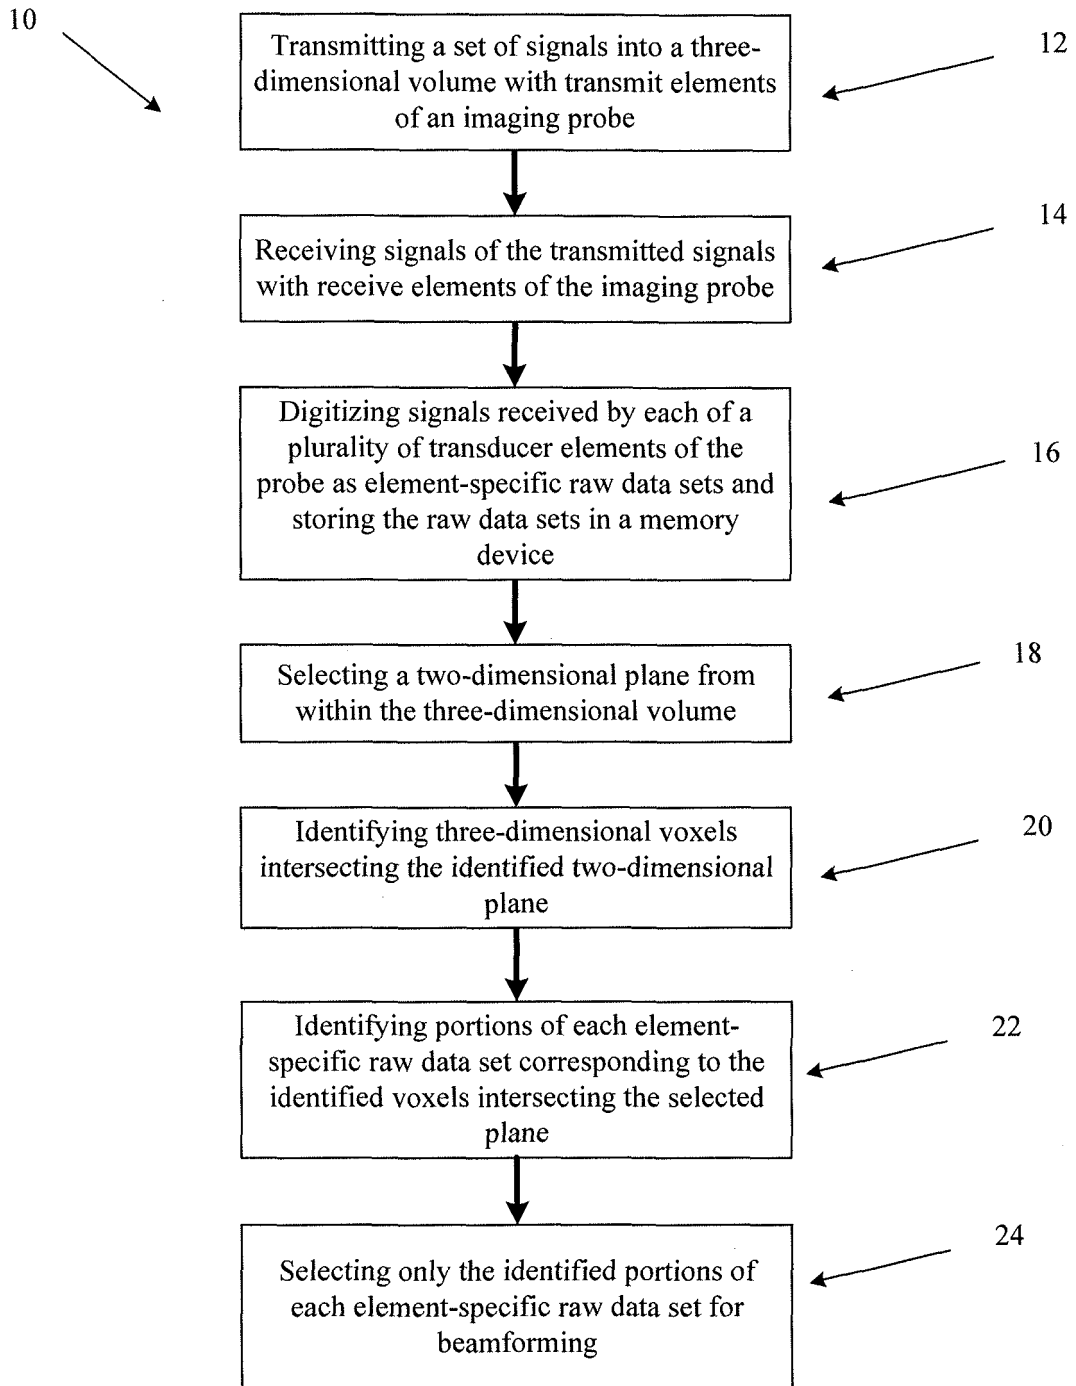 10
Transmitting a set of signals into a three-
dimensional volume with transmit elements
of an imaging probe
12
Receiving signals of the transmitted signals
with receive elements of the imaging probe
14
Digitizing signals received by each of a
plurality of transducer elements of the
probe as element-specific raw data sets and
storing the raw data sets in a memory
device
16
Selecting a two-dimensional plane from
within the three-dimensional volume
18
Identifying three-dimensional voxels
intersecting the identified two-dimensional
plane
20
Identifying portions of each element-
specific raw data set corresponding to the
identified voxels intersecting the selected
plane
22
Selecting only the identified portions of
each element-specific raw data set for
beamforming
24